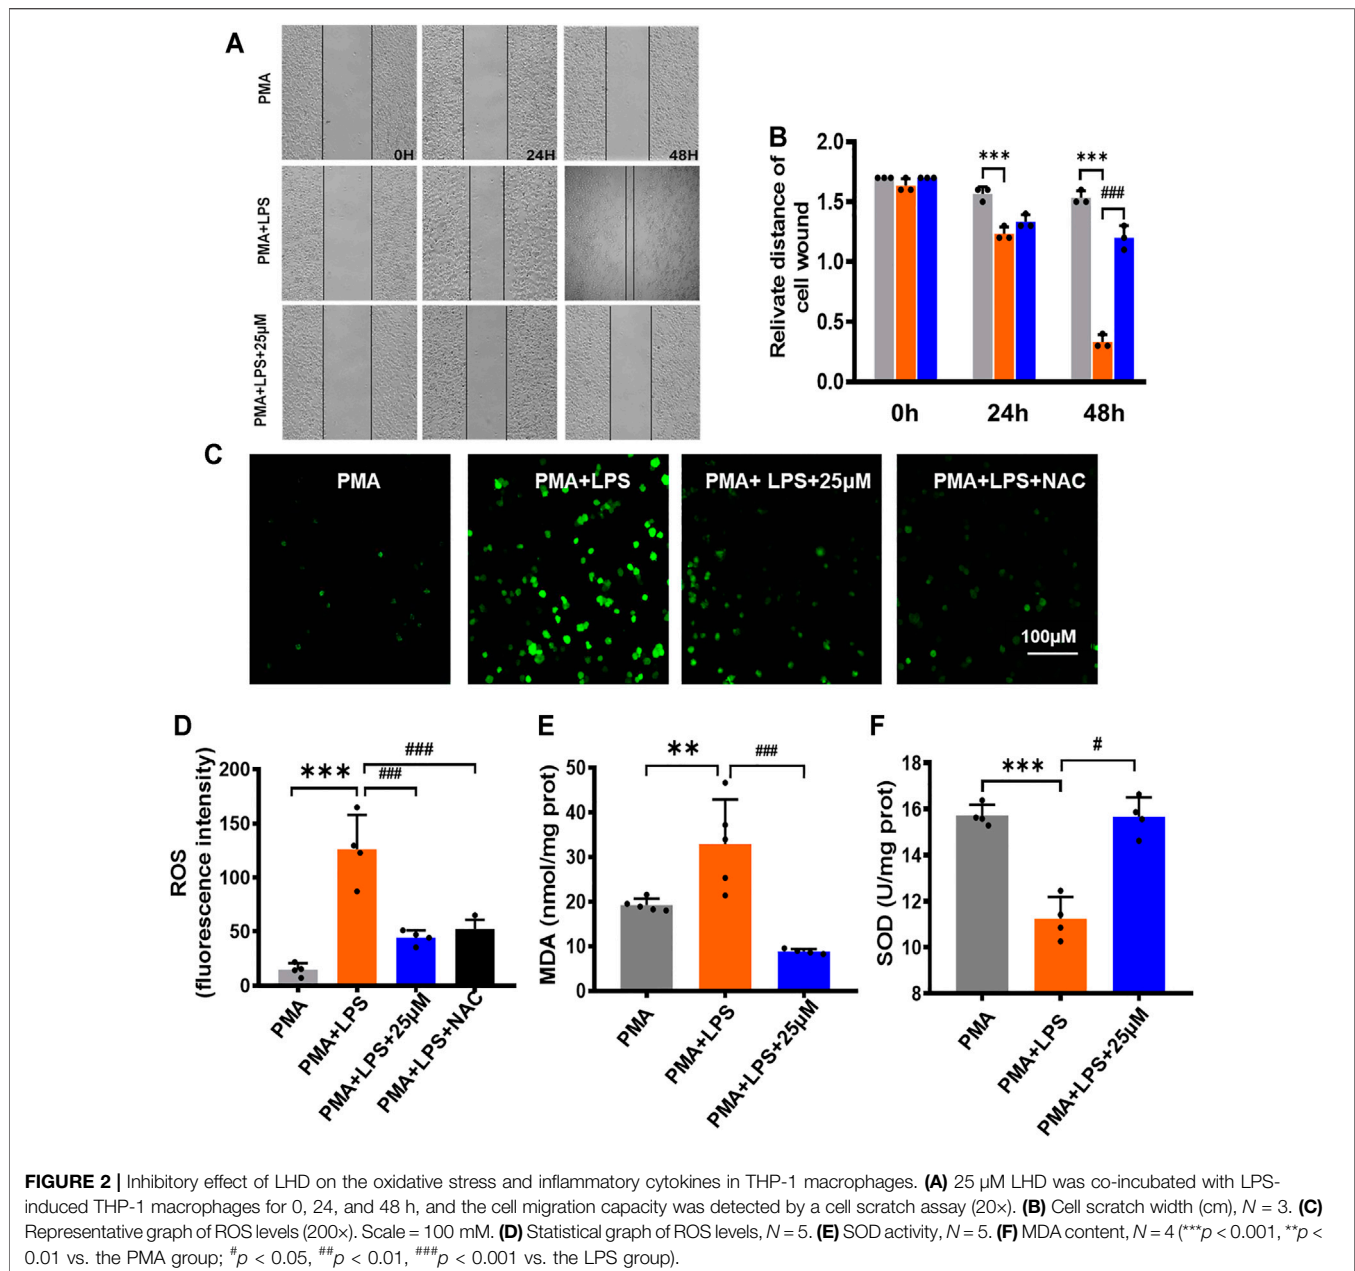 A
PMA
0H
24H
48H
PMA+LPS
PMA+LPS+25μM
B
Relivate distance of
cell wound
2.0
1.5
1.0
0.5
0.0
***
***
###
0h
24h
48h
C
PMA
PMA+LPS
PMA+ LPS+25μM
PMA+LPS+NAC
100μM
D
ROS
(fluorescence intensity)
200
150
100
50
0
***
###
###
PMA
PMA+LPS
PMA+LPS+25μM
PMA+LPS+NAC
E
MDA (nmol/mg prot)
50
40
30
20
10
0
**
###
PMA
PMA+LPS
PMA+LPS+25μM
F
SOD (U/mg prot)
18
16
14
12
10
8
***
#
PMA
PMA+LPS
PMA+LPS+25μM
FIGURE 2 | Inhibitory effect of LHD on the oxidative stress and inflammatory cytokines in THP-1 macrophages. (A) 25 μM LHD was co-incubated with LPS-
induced THP-1 macrophages for 0, 24, and 48 h, and the cell migration capacity was detected by a cell scratch assay (20×). (B) Cell scratch width (cm), N = 3. (C)
Representative graph of ROS levels (200×). Scale = 100 mM. (D) Statistical graph of ROS levels, N = 5. (E) SOD activity, N = 5. (F) MDA content, N = 4 (***p < 0.001, **p <
0.01 vs. the PMA group; #p < 0.05, ##p < 0.01, ###p < 0.001 vs. the LPS group).